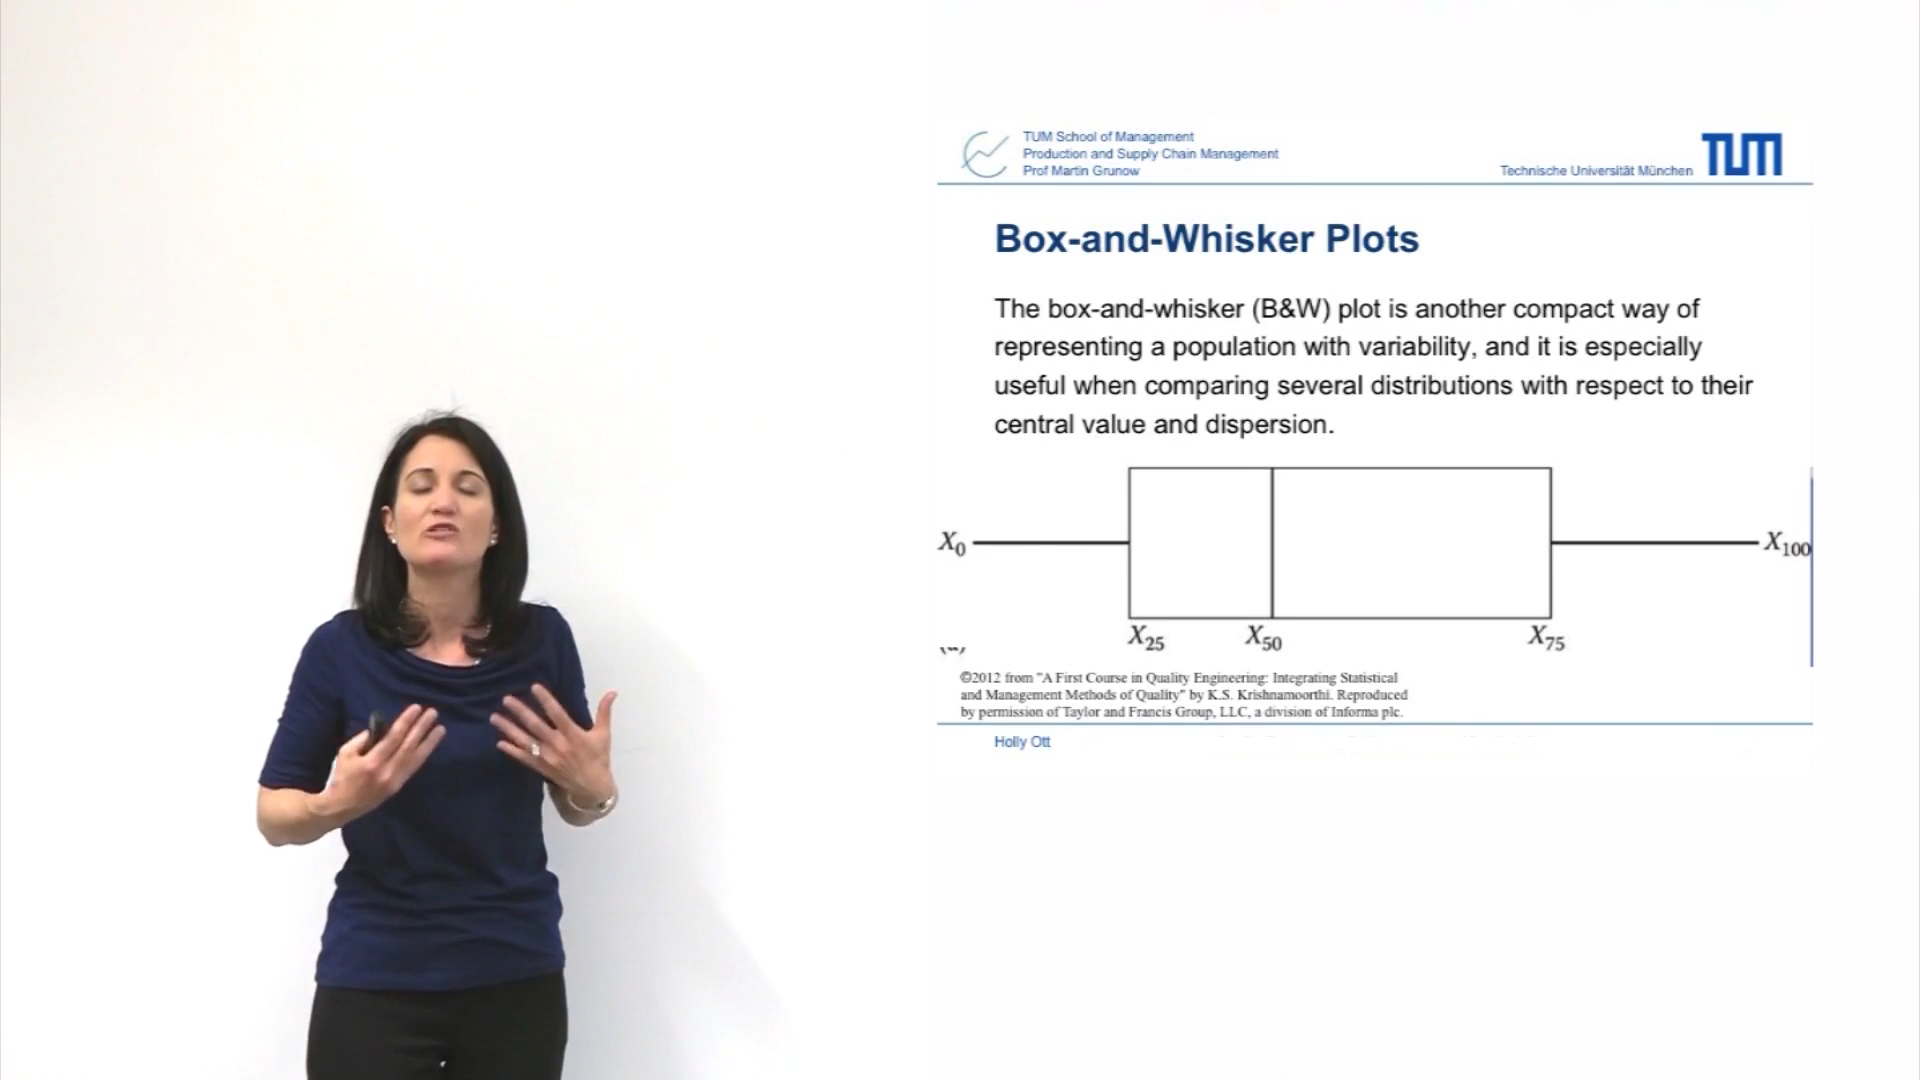 TUM School of Management
Production and Supply Chain Management
Prof Martin Grunow
Technische Universität München
TUM
Box-and-Whisker Plots
The box-and-whisker (B&W) plot is another compact way of
representing a population with variability, and it is especially
useful when comparing several distributions with respect to their
central value and dispersion.
X0
X100
X25 X50 X75
©2012 from "A First Course in Quality Engineering: Integrating Statistical
and Management Methods of Quality" by K.S. Krishnamoorthi. Reproduced
by permission of Taylor and Francis Group, LLC, a division of Informa plc.
Holly Ott